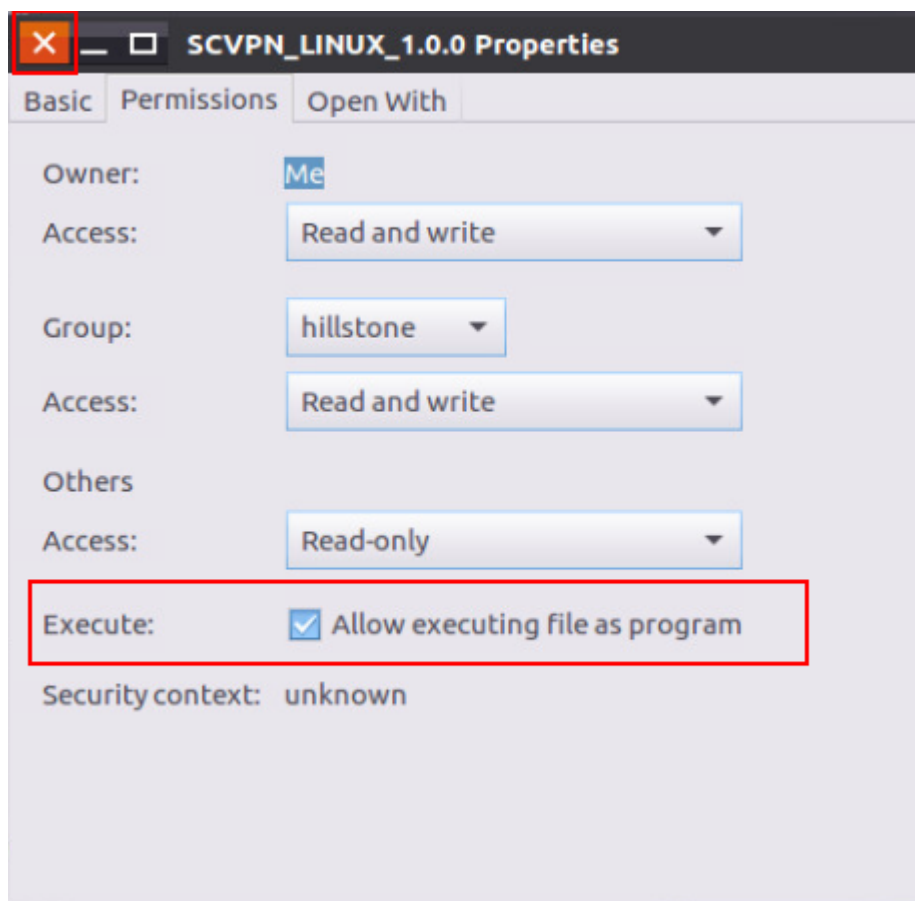 SCVPN_LINUX_1.0.0 Properties
Basic Permissions Open With
Owner: Me
Access: Read and write
Group: hillstone
Access: Read and write
Others
Access: Read-only
Execute: Allow executing file as program
Security context: unknown